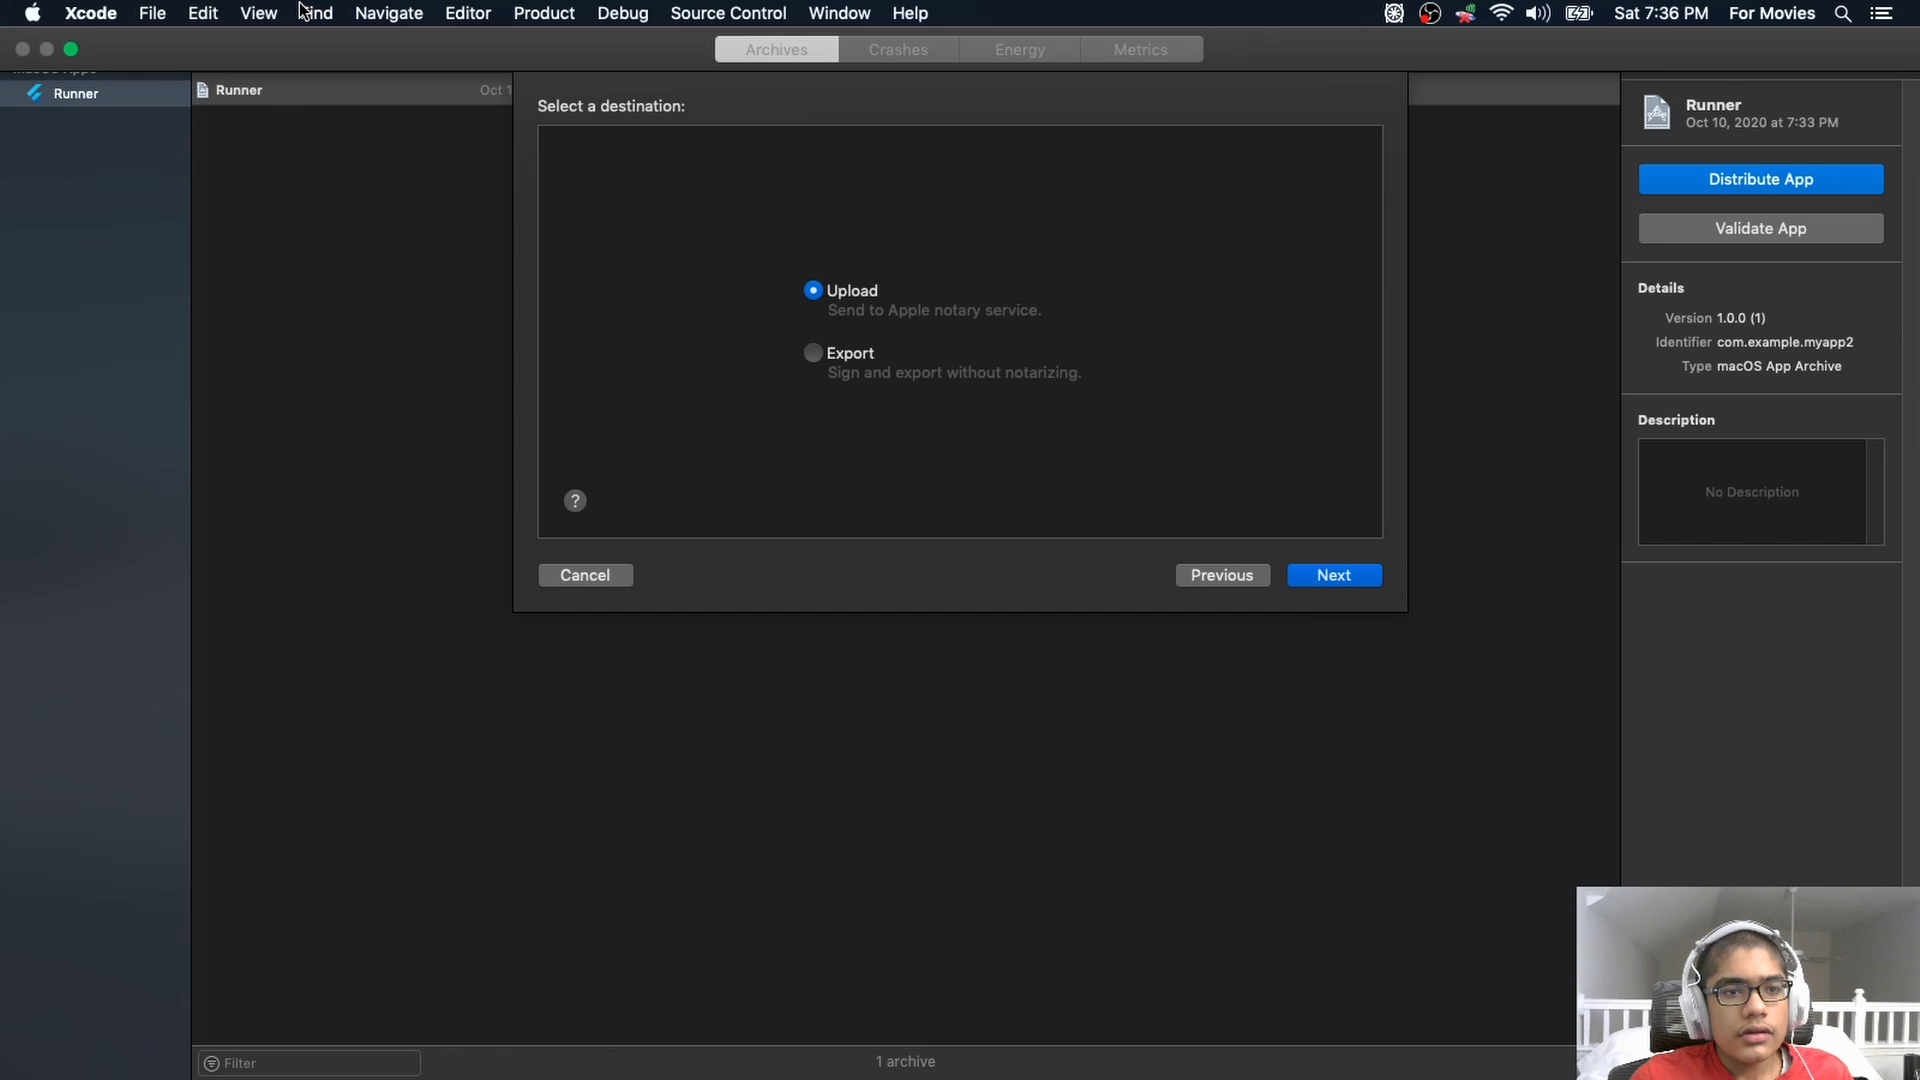 Xcode File Edit View ind Navigate Editor Product Debug Source Control Window Help Sat 7:36 PM For Movies
Archives Crashes Energy Metrics
Runner
Runner Oct 1
Select a destination:
Upload
Send to Apple notary service.
Export
Sign and export without notarizing.
?
Cancel Previous Next
Runner
Oct 10, 2020 at 7:33 PM
Distribute App
Validate App
Details
Version 1.0.0 (1)
Identifier com.example.myapp2
Type macOS App Archive
Description
No Description
Filter
1 archive